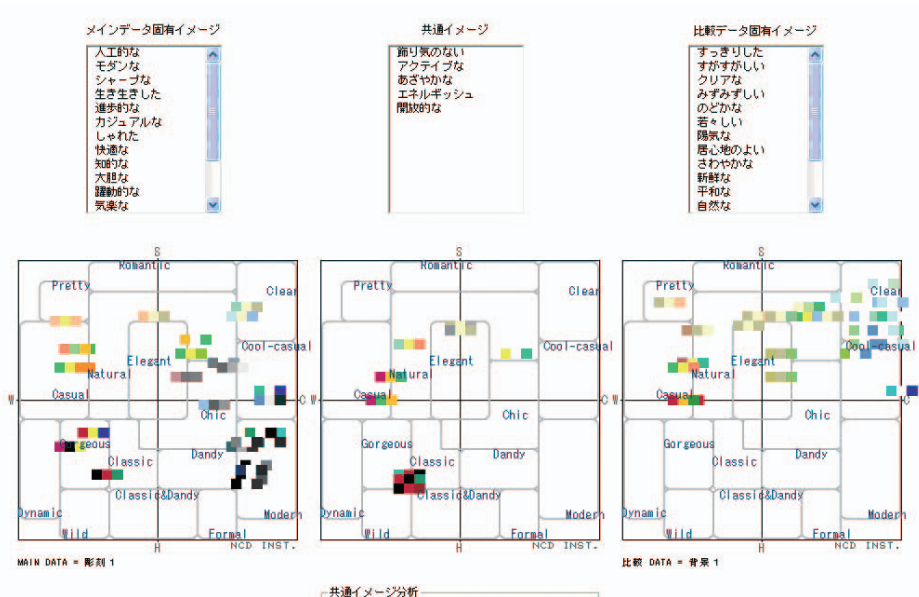 メインデータ固有イメージ
人工的な
モダンな
シャープな
生き生きした
進歩的な
カジュアルな
しゃれた
快適な
知的な
大胆な
躍動的な
気楽な
共通イメージ
飾り気のない
アクティブな
あざやかな
エネルギッシュ
開放的な
比較データ固有イメージ
すっきりした
すがすがしい
クリアな
みずみずしい
のどかな
若々しい
陽気な
居心地のよい
さわやかな
新鮮な
平和な
自然な
S
Romantic
Pretty
Clear
Cool-casual
Elegant
Natural
Casual
W
C
Chic
Gorgeous
Classic
Dandy
Classic&Dandy
Dynamic
Modern
Wild
Formal
H
NCD INST.
MAIN DATA = 彫刻 1
S
Romantic
Pretty
Clear
Cool-casual
Elegant
Natural
Casual
W
C
Chic
Gorgeous
Classic
Dandy
Classic&Dandy
Dynamic
Modern
Wild
Formal
H
NCD INST.
S
Romantic
Pretty
Clear
Cool-casual
Elegant
Natural
Casual
W
C
Chic
Gorgeous
Classic
Dandy
Classic&Dandy
Dynamic
Modern
Wild
Formal
H
NCD INST.
比較 DATA = 背景 1
共通イメージ分析